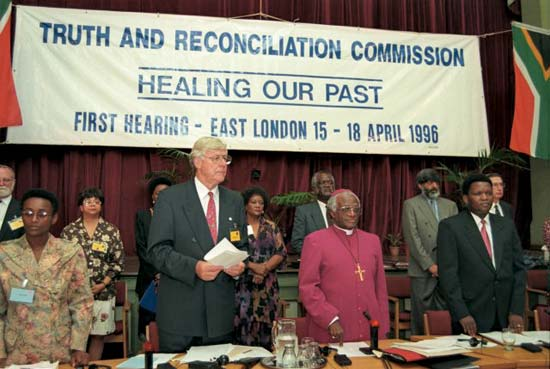 TRUTH AND RECONCILIATION COMMISSION
HEALING OUR PAST
FIRST HEARING - EAST LONDON 15 - 18 APRIL 1996